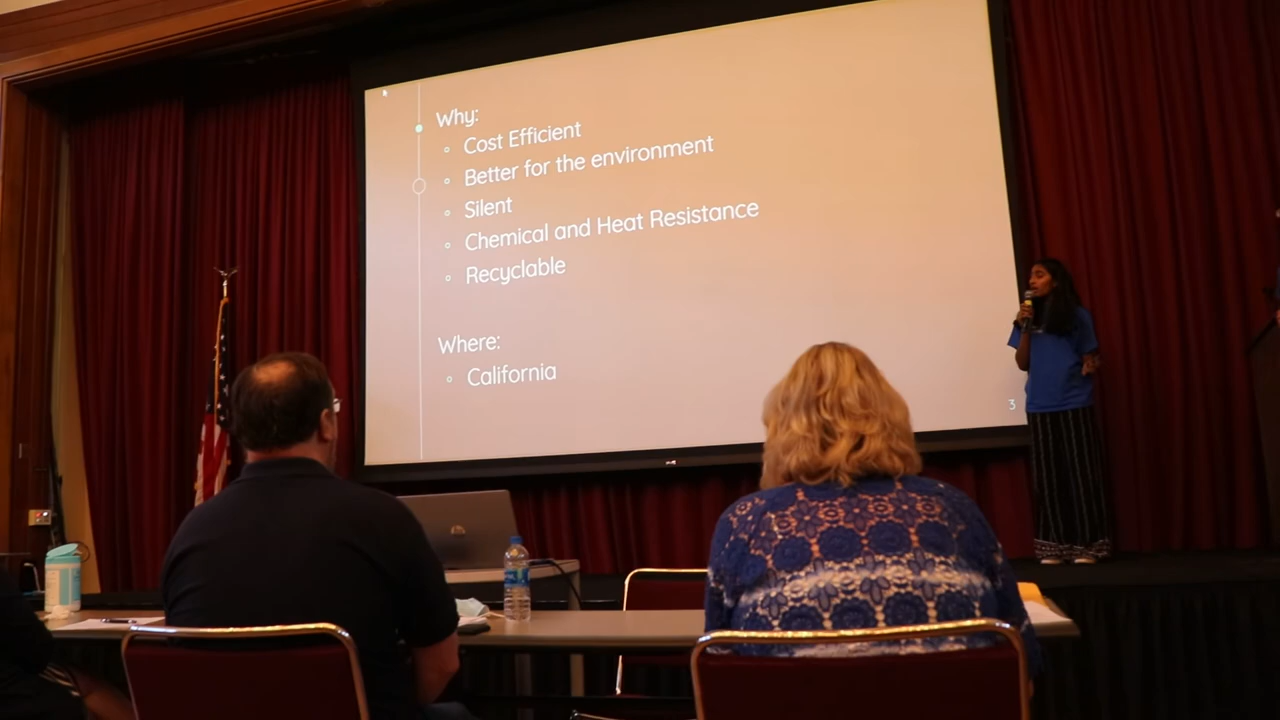 Why:
Cost Efficient
Better for the environment
Silent
Chemical and Heat Resistance
Recyclable
Where:
California
3